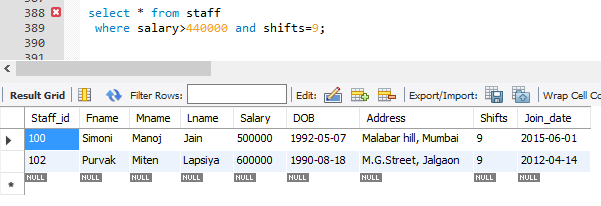 388 select * from staff
389 where salary>440000 and shifts=9;
390
Result Grid Filter Rows: Edit: Export/Import: Wrap Cell Co
Staff_id Fname Mname Lname Salary DOB Address Shifts Join_date
100 Simoni Manoj Jain 500000 1992-05-07 Malabar hill, Mumbai 9 2015-06-01
102 Purvak Miten Lapsiya 600000 1990-08-18 M.G.Street, Jalgaon 9 2012-04-14
NULL NULL NULL NULL NULL NULL NULL NULL NULL